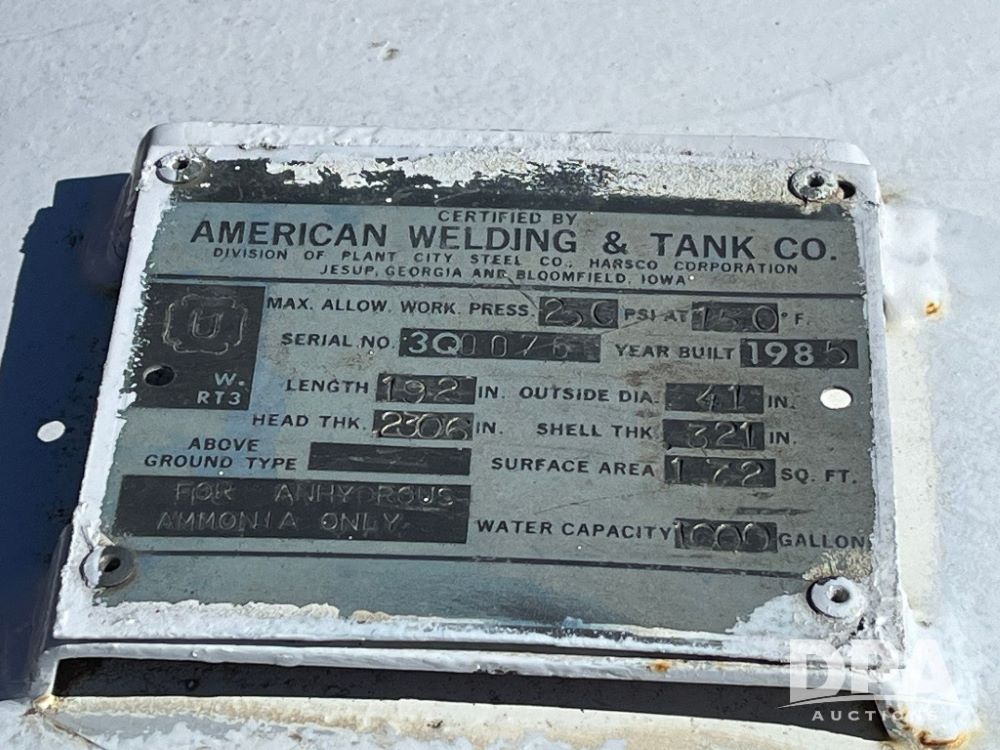 CERTIFIED BY
AMERICAN WELDING & TANK CO.
DIVISION OF PLANT CITY STEEL CO., HARSCO CORPORATION
JESUP, GEORGIA AND BLOOMFIELD, IOWA
U
W.
RT3
MAX. ALLOW. WORK. PRESS. 250 PSI AT °F.
SERIAL NO. 3Q0076 YEAR BUILT 1985
LENGTH 192 IN. OUTSIDE DIA. 41 IN.
HEAD THK. IN. SHELL THK .321 IN.
ABOVE
GROUND TYPE SURFACE AREA 172 SQ. FT.
FOR ANHYDROUS
AMMONIA ONLY
WATER CAPACITY 1000 GALLON
DPA
AUCTIONS